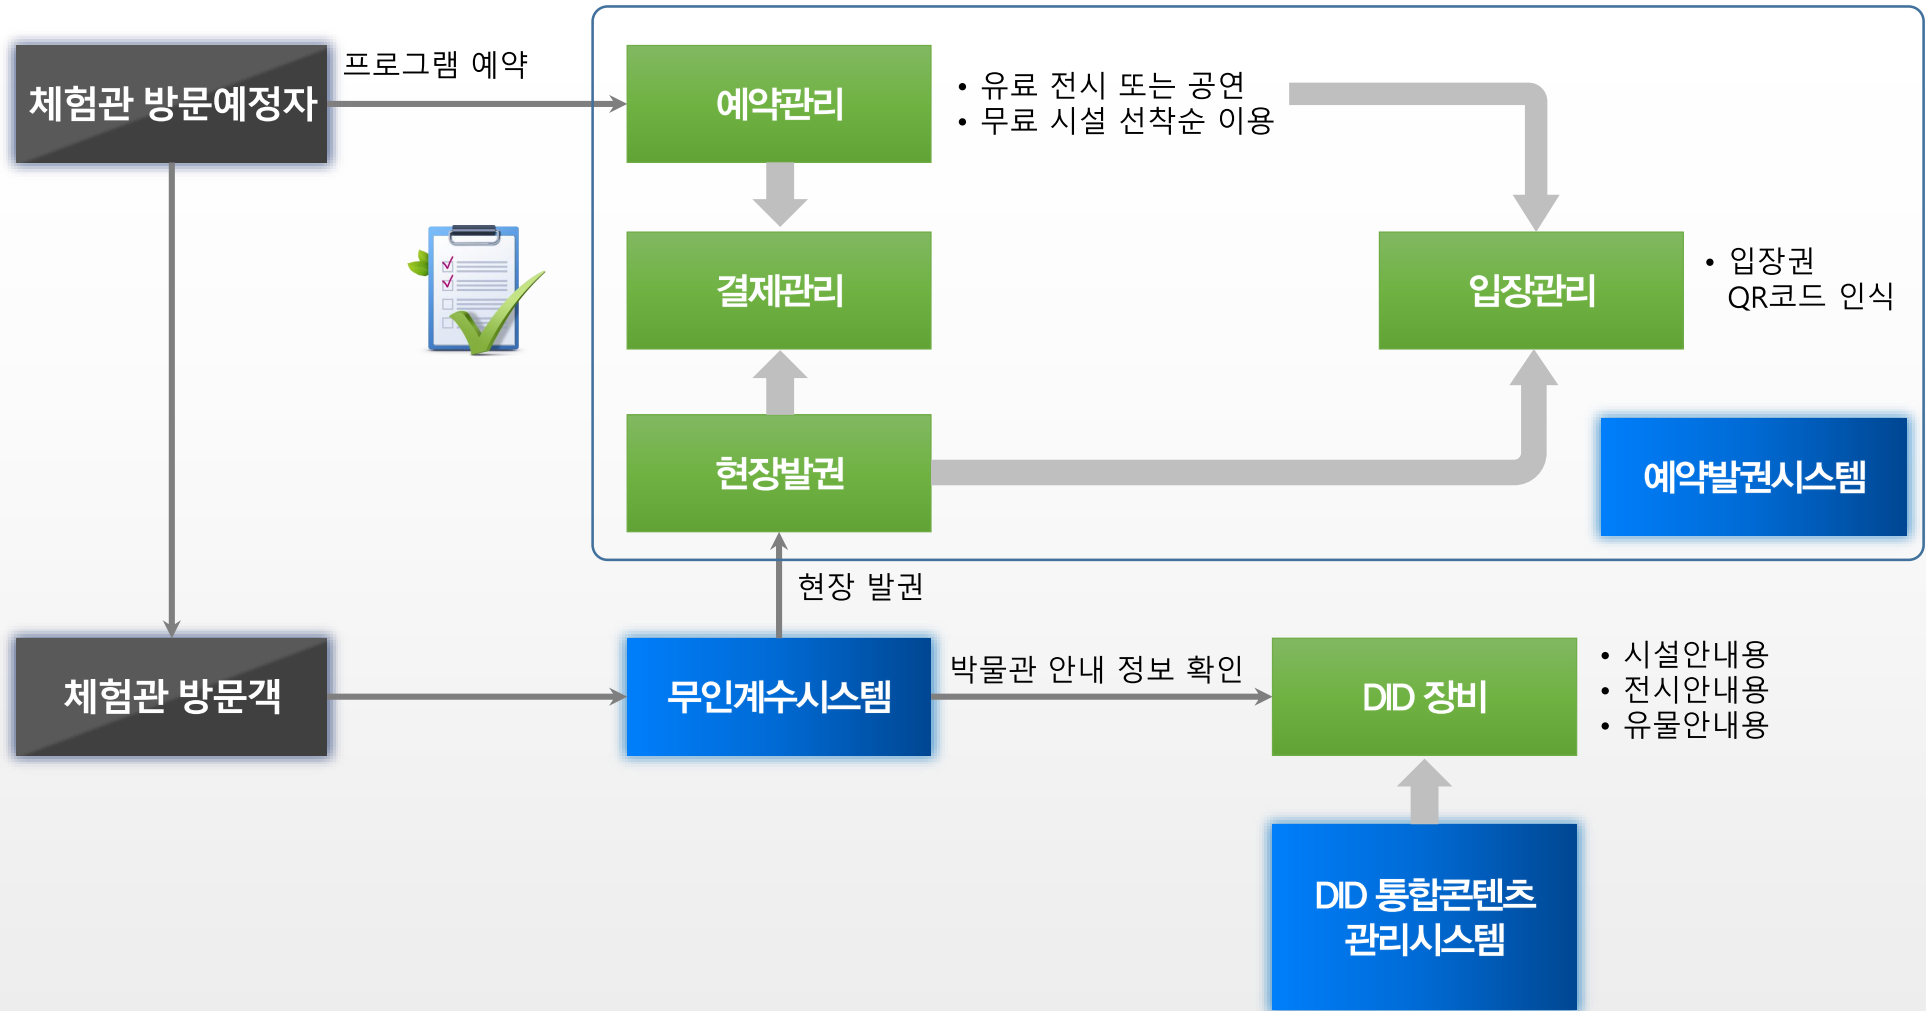 체험관 방문예정자
프로그램 예약
예약관리
• 유료 전시 또는 공연
• 무료 시설 선착순 이용
결제관리
입장관리
• 입장권
QR코드 인식
현장발권
예약발권시스템
현장 발권
체험관 방문객
무인계수시스템
박물관 안내 정보 확인
DID 장비
• 시설안내용
• 전시안내용
• 유물안내용
DID 통합콘텐츠
관리시스템